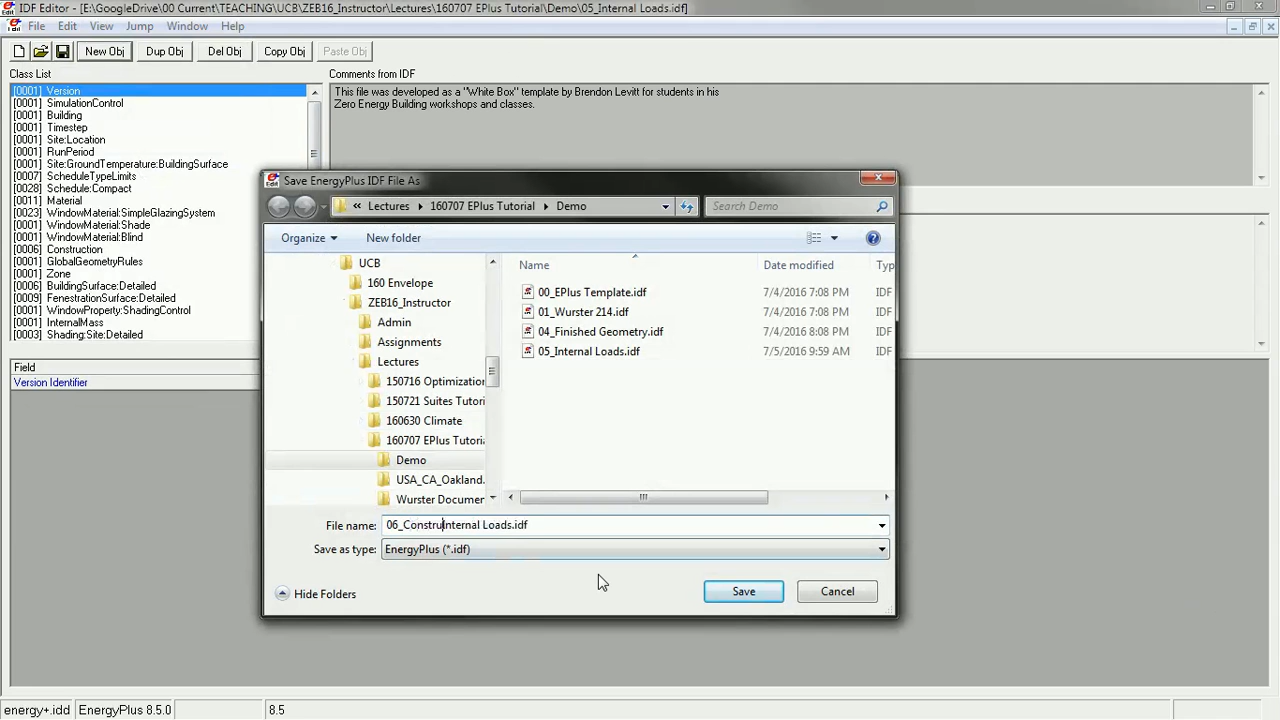 IDF Editor - [E:\GoogleDrive\00 Current\TEACHING\UCB\ZEB16_Instructor\Lectures\160707 EPlus Tutorial\Demo\05_Internal Loads.idf]
File Edit View Jump Window Help
New Obj Dup Obj Del Obj Copy Obj Paste Obj
Class List
Comments from IDF
[0001] Version
[0001] SimulationControl
[0001] Building
[0001] Timestep
[0001] Site:Location
[0001] RunPeriod
[0001] Site:GroundTemperature:BuildingSurface
[0007] ScheduleTypeLimits
[0028] Schedule:Compact
[0011] Material
[0023] WindowMaterial:SimpleGlazingSystem
[0001] WindowMaterial:Shade
[0001] WindowMaterial:Blind
[0006] Construction
[0001] GlobalGeometryRules
[0001] Zone
[0006] BuildingSurface:Detailed
[0009] FenestrationSurface:Detailed
[0001] WindowProperty:ShadingControl
[0001] InternalMass
[0003] Shading:Site:Detailed
This file was developed as a "White Box" template by Brendon Levitt for students in his
Zero Energy Building workshops and classes.
Field
Version Identifier
Save EnergyPlus IDF File As
« Lectures 160707 EPlus Tutorial Demo
Search Demo
Organize New folder
UCB
160 Envelope
ZEB16_Instructor
Admin
Assignments
Lectures
150716 Optimization
150721 Suites Tutori
160630 Climate
160707 EPlus Tutoria
Demo
USA_CA_Oakland.
Wurster Documen
Name Date modified Typ
00_EPlus Template.idf 7/4/2016 7:08 PM IDF
01_Wurster 214.idf 7/4/2016 7:08 PM IDF
04_Finished Geometry.idf 7/4/2016 8:08 PM IDF
05_Internal Loads.idf 7/5/2016 9:59 AM IDF
File name: 06_ConstruInternal Loads.idf
Save as type: EnergyPlus (*.idf)
Hide Folders
Save Cancel
energy+.idd EnergyPlus 8.5.0 8.5